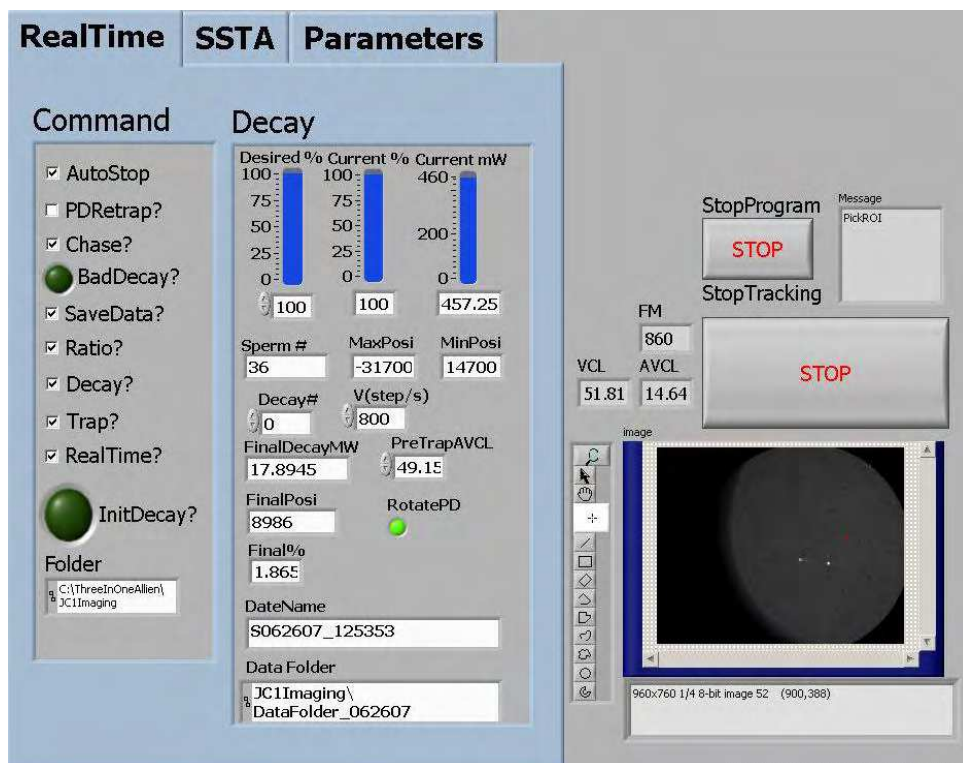 RealTime SSTA Parameters
Command
AutoStop
PDRetrap?
Chase?
BadDecay?
SaveData?
Ratio?
Decay?
Trap?
RealTime?
InitDecay?
Folder
C:\ThreeInOneAllien\
JC1Imaging
Decay
Desired % Current % Current mW
100 100 460
75 75
50 50 200
25 25
0 0 0
100 100 457.25
Sperm # MaxPosi MinPosi
36 -31700 14700
Decay# V(step/s)
0 800
FinalDecayMW PreTrapAVCL
17.8945 49.15
FinalPosi RotatePD
8986
Final%
1.865
DateName
S062607_125353
Data Folder
JC1Imaging\
DataFolder_062607
StopProgram Message
STOP PickROI
StopTracking
FM
860
VCL AVCL
51.81 14.64
STOP
image
960x760 1/4 8-bit image 52 (900,388)